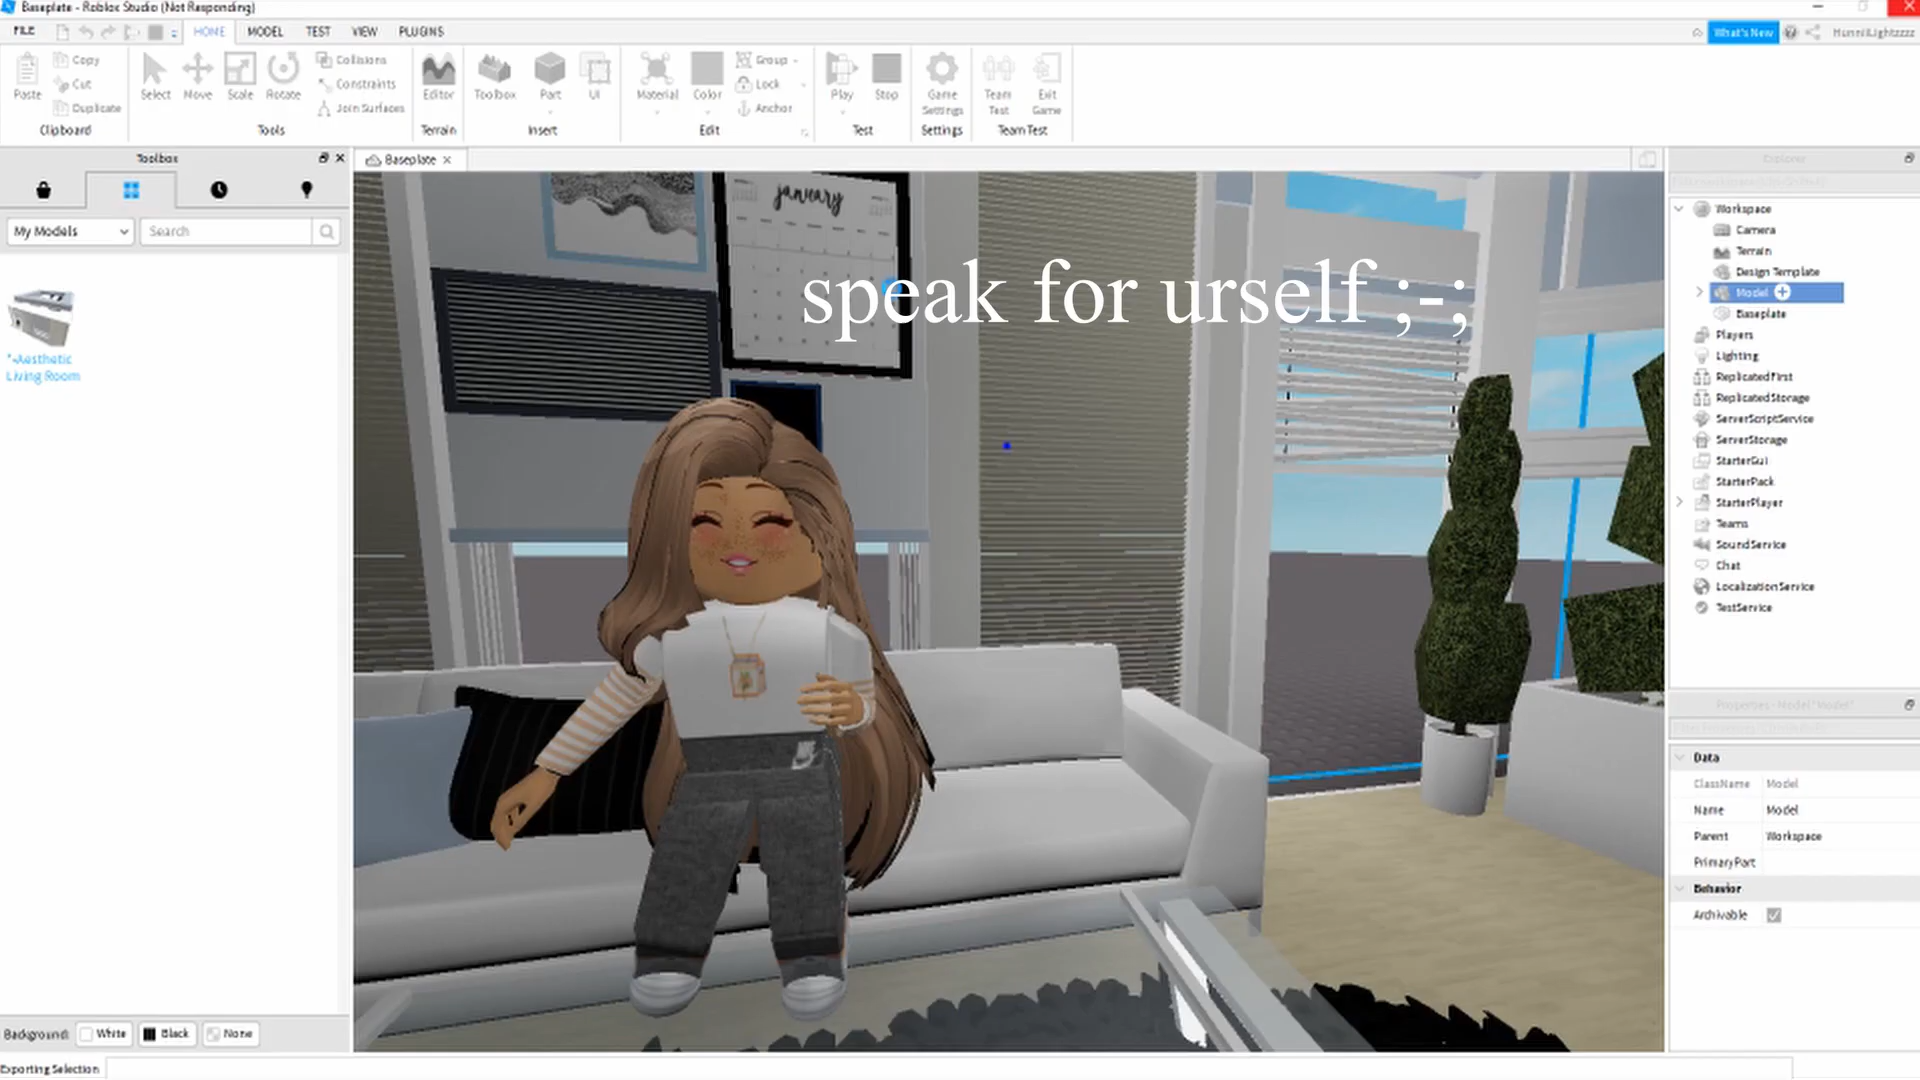 Baseplate - Roblox Studio (Not Responding)
FILE HOME MODEL TEST VIEW PLUGINS
What's New
Paste
Copy
Cut
Duplicate
Clipboard
Select Move Scale Rotate
Collisions
Constraints
Join Surfaces
Tools
Editor
Terrain
Toolbox Part UI
Insert
Material Color
Group
Lock
Anchor
Edit
Play Stop
Test
Game
Settings
Settings
Team
Test
Exit
Game
Team Test
Toolbox
My Models
Search
Aesthetic
Living Room
Background: White Black None
Exporting Selection
Baseplate
january
speak for urself ;-;
Explorer
Workspace
Camera
Terrain
Design Template
Model
Baseplate
Players
Lighting
ReplicatedFirst
ReplicatedStorage
ServerScriptService
ServerStorage
StarterGui
StarterPack
StarterPlayer
Teams
SoundService
Chat
LocalizationService
TestService
Properties - Model "Model"
Data
ClassName Model
Name Model
Parent Workspace
PrimaryPart
Behavior
Archivable